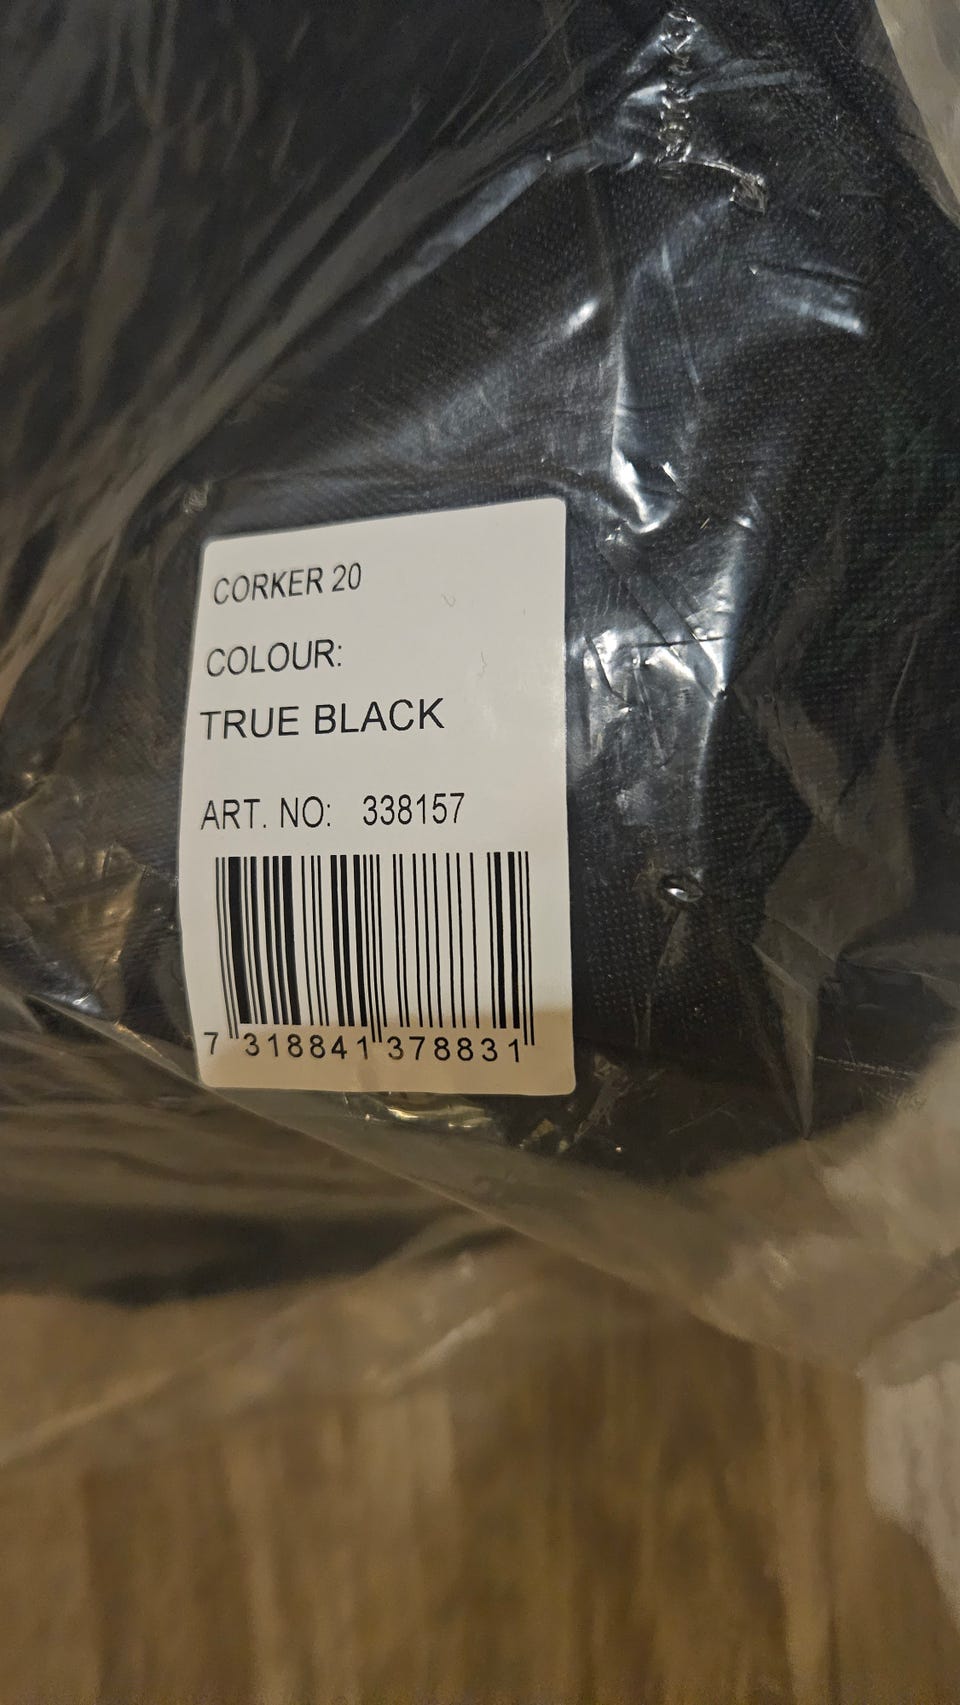 CORKER 20
COLOUR:
TRUE BLACK
ART. NO: 338157
7 318841 378831